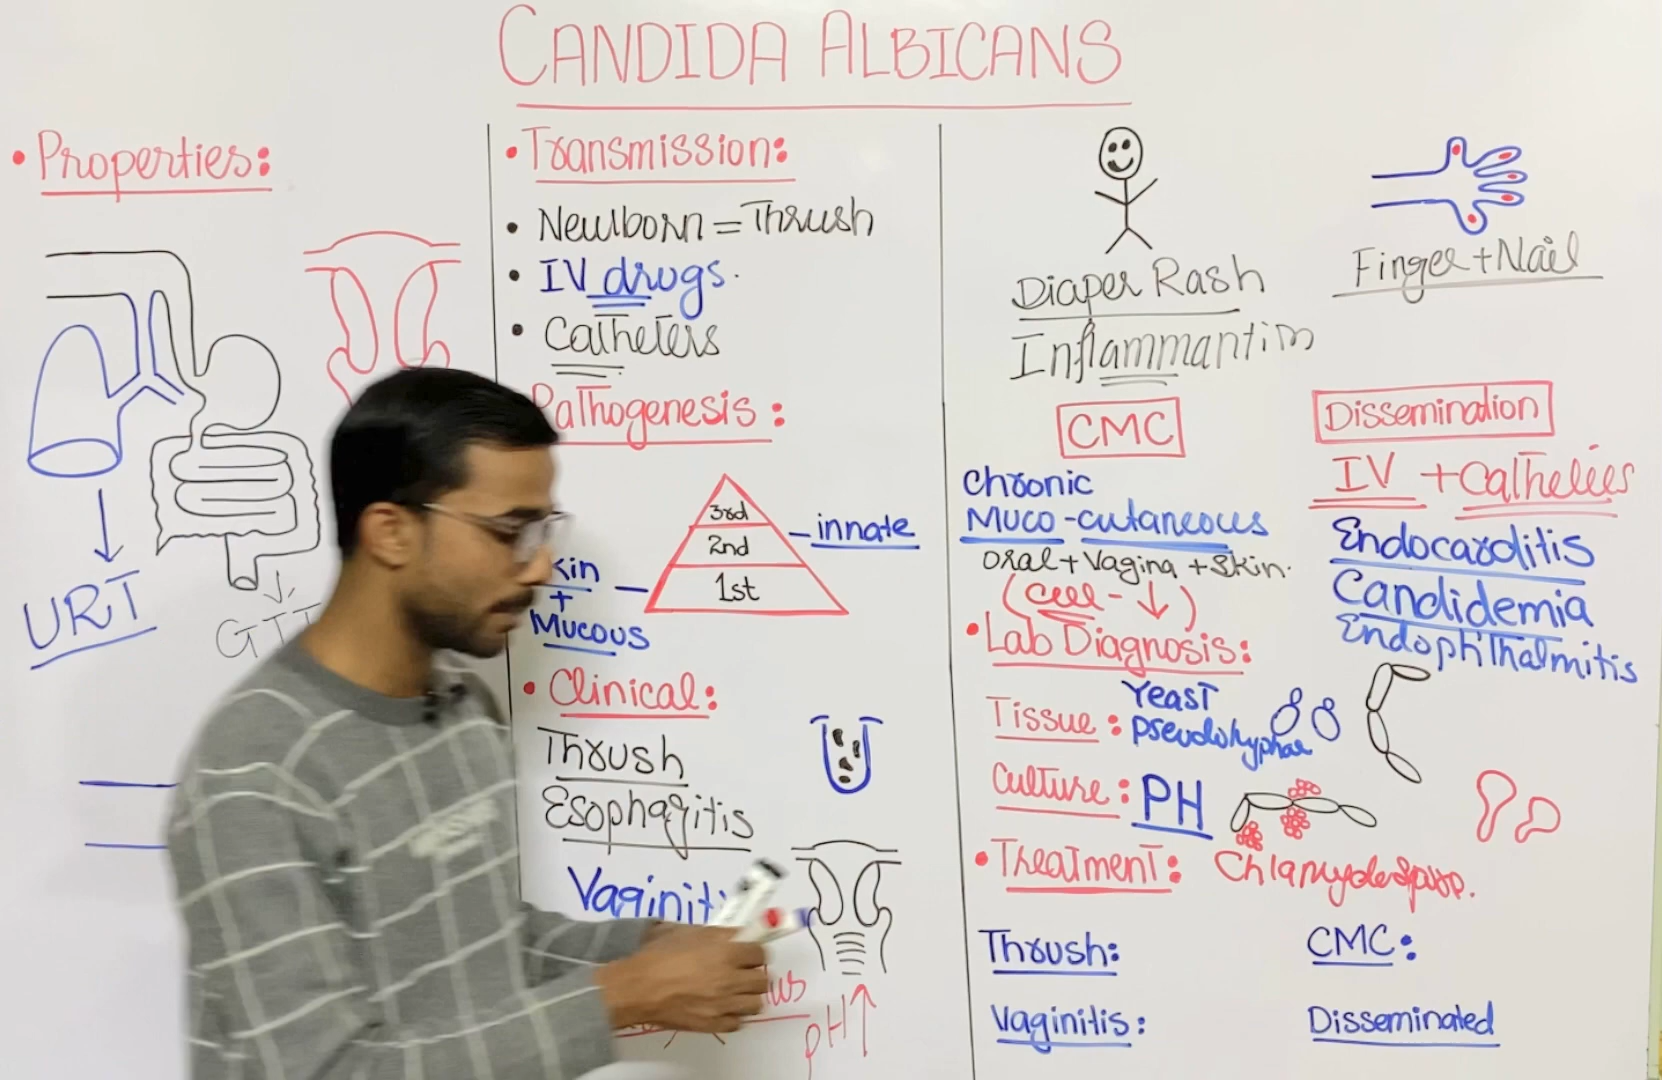 CANDIDA ALBICANS
• Properties:
URT
• Transmission:
• Newborn = Thrush
• IV drugs.
• Catheters
Pathogenesis:
3rd
2nd
1st
innate
+
Mucous
• Clinical:
Thrush
Esophagitis
pH↑
Diaper Rash
Inflammantion
Finger + Nail
CMC
Chronic
Muco-cutaneous
Oral + Vagina + Skin.
(Cell - ↓)
Dissemination
IV + Catheters
Endocarditis
Candidemia
Endophthalmitis
• Lab Diagnosis:
Tissue: Yeast
Pseudohyphae
Culture: PH
• Treatment:
Thrush:
CMC:
Vaginitis:
Disseminated